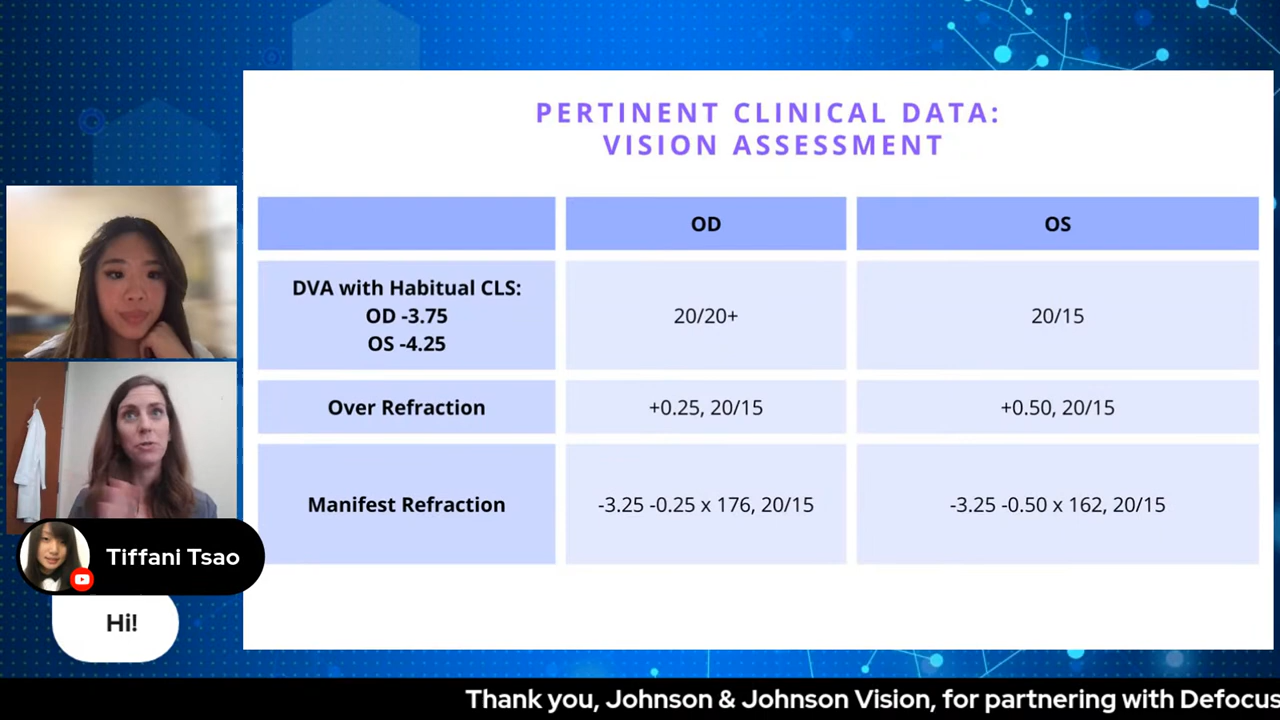 PERTINENT CLINICAL DATA:
VISION ASSESSMENT
OD
OS
DVA with Habitual CLS:
OD -3.75
OS -4.25
20/20+
20/15
Over Refraction
+0.25, 20/15
+0.50, 20/15
Manifest Refraction
-3.25 -0.25 x 176, 20/15
-3.25 -0.50 x 162, 20/15
Tiffani Tsao
Hi!
Thank you, Johnson & Johnson Vision, for partnering with Defocus